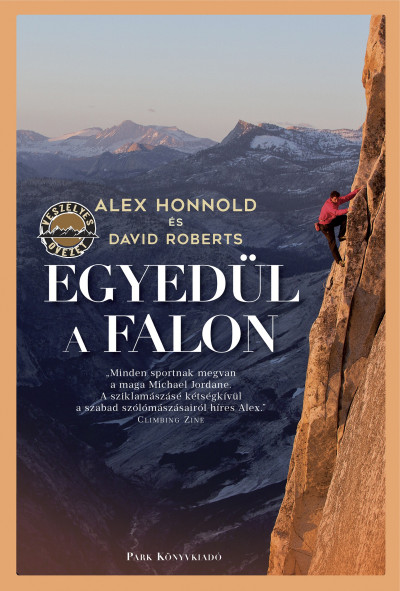 ALEX HONNOLD
ÉS
DAVID ROBERTS
VESZÉLYES
ÖVEZET
EGYEDÜL
A FALON
„Minden sportnak megvan
a maga Michael Jordane.
A sziklamászásé kétségkívül
a szabad szólómászásairól híres Alex.”
CLIMBING ZINE
PARK KÖNYVKIADÓ